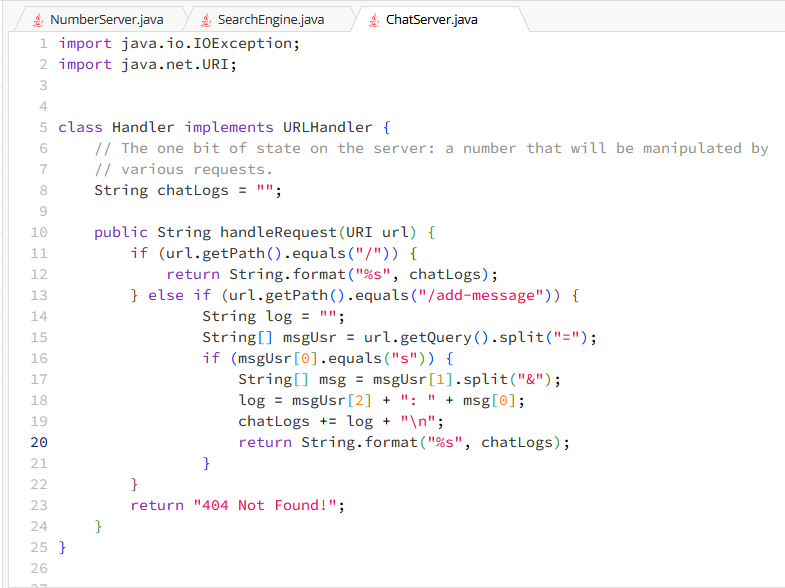 NumberServer.java SearchEngine.java ChatServer.java
1 import java.io.IOException;
2 import java.net.URI;
3
4
5 class Handler implements URLHandler {
6     // The one bit of state on the server: a number that will be manipulated by
7     // various requests.
8     String chatLogs = "";
9
10     public String handleRequest(URI url) {
11         if (url.getPath().equals("/")) {
12             return String.format("%s", chatLogs);
13         } else if (url.getPath().equals("/add-message")) {
14                 String log = "";
15                 String[] msgUsr = url.getQuery().split("=");
16                 if (msgUsr[0].equals("s")) {
17                     String[] msg = msgUsr[1].split("&");
18                     log = msgUsr[2] + ": " + msg[0];
19                     chatLogs += log + "\n";
20                     return String.format("%s", chatLogs);
21                 }
22         }
23         return "404 Not Found!";
24     }
25 }
26
27